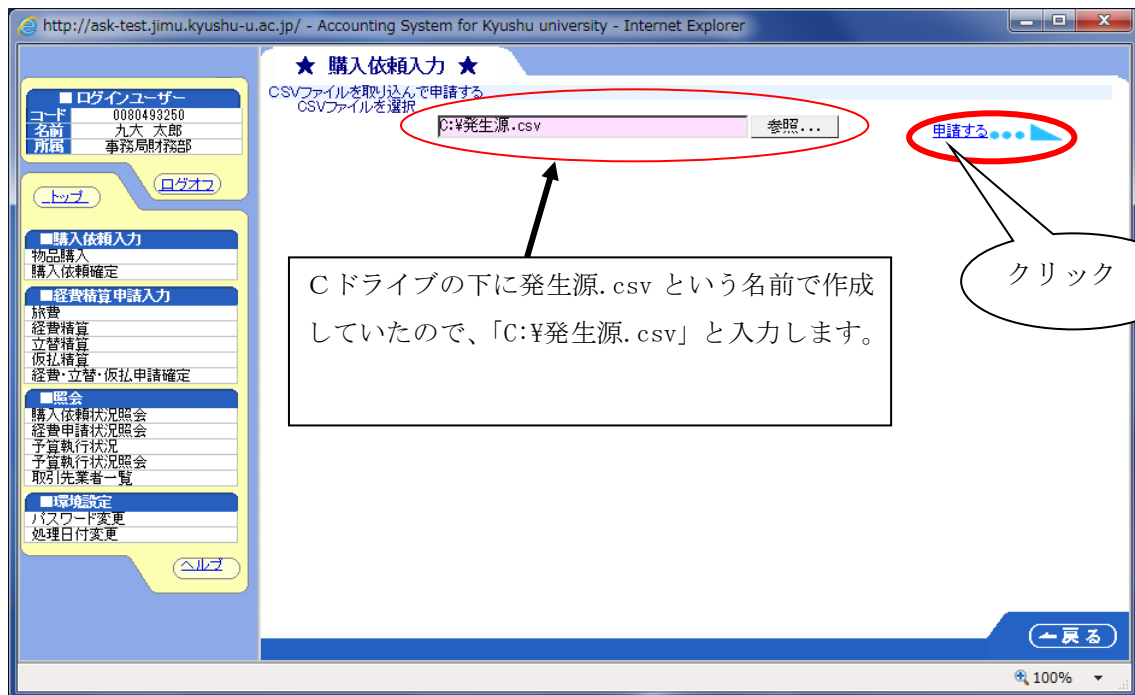 http://ask-test.jimu.kyushu-u.ac.jp/ - Accounting System for Kyushu university - Internet Explorer
■ログインユーザー
コード 0080493250
名前 九大 太郎
所属 事務局財務部
トップ
ログオフ
■購入依頼入力
物品購入
購入依頼確定
■経費精算申請入力
旅費
経費精算
立替精算
仮払精算
経費・立替・仮払申請確定
■照会
購入依頼状況照会
経費申請状況照会
予算執行状況
予算執行状況照会
取引先業者一覧
■環境設定
パスワード変更
処理日付変更
ヘルプ
★ 購入依頼入力 ★
CSVファイルを取り込んで申請する
CSVファイルを選択
C:¥発生源.csv
参照...
申請する
クリック
Cドライブの下に発生源.csv という名前で作成
していたので、「C:¥発生源.csv」と入力します。
戻る
100%